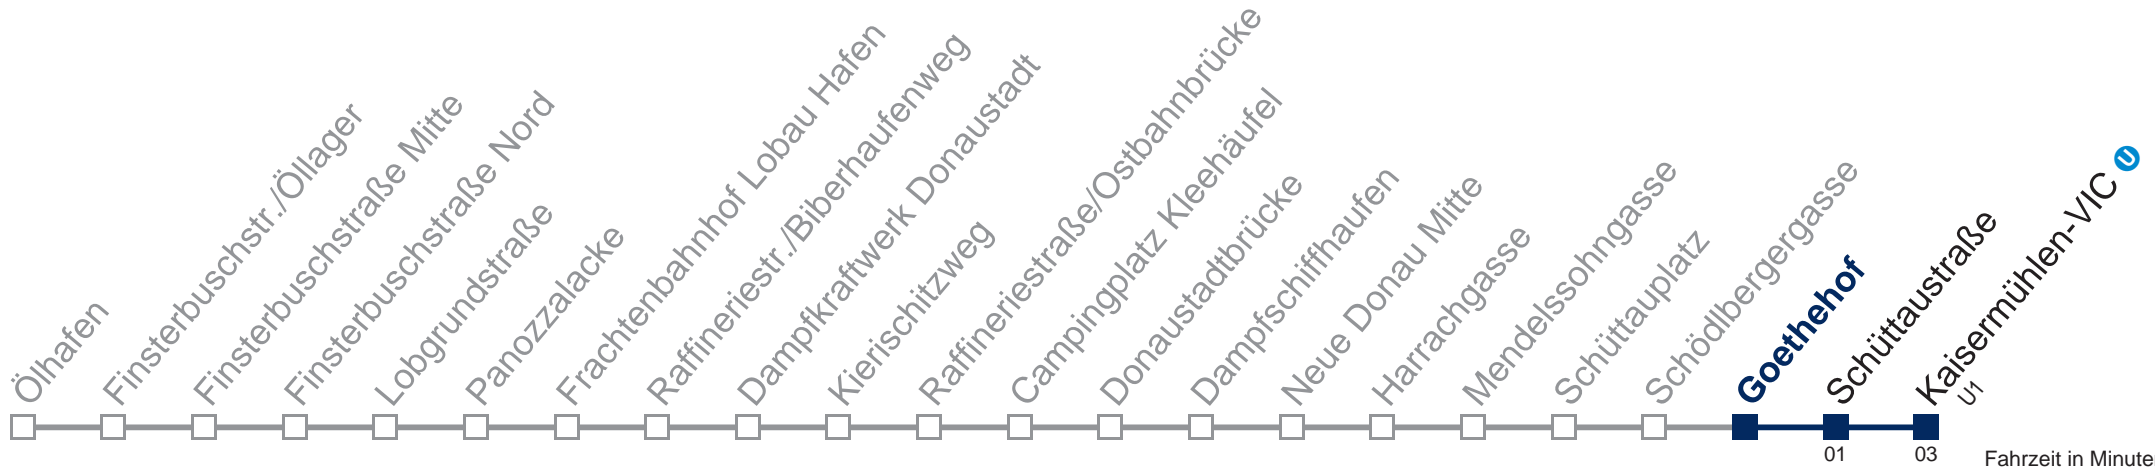 Ölhafen
Finsterbuschstr./Öllager
Finsterbuschstraße Mitte
Finsterbuschstraße Nord
Lobgrundstraße
Panozzalacke
Frachtenbahnhof Lobau Hafen
Raffineriestr./Biberhaufenweg
Dampfkraftwerk Donaustadt
Kierischitzweg
Raffineriestraße/Ostbahnbrücke
Campingplatz Kleehäufel
Donaustadtbrücke
Dampfschiffhaufen
Neue Donau Mitte
Harrachgasse
Mendelssohngasse
Schüttauplatz
Schödlbergergasse
Goethehof
Schüttaustraße
Kaisermühlen-VIC U
U1
01
03
Fahrzeit in Minute